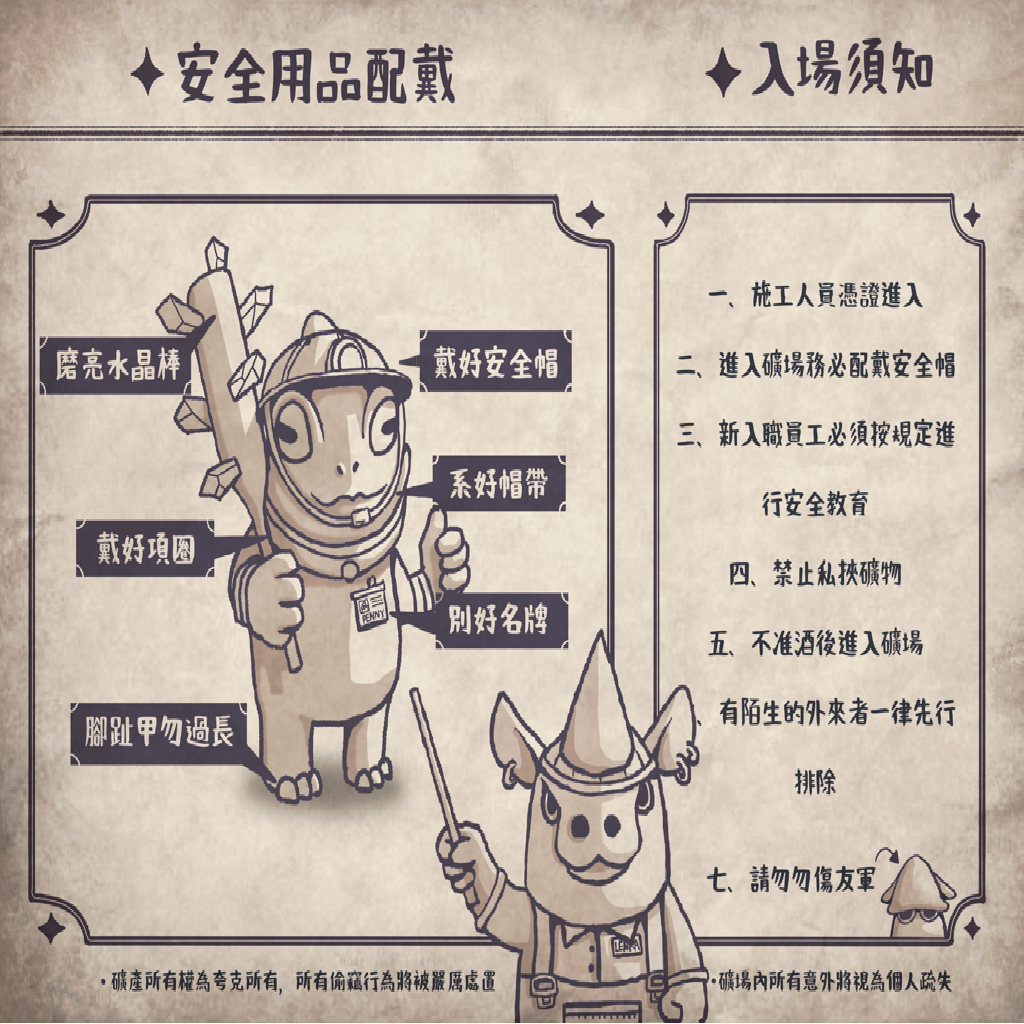 安全用品配戴
入場須知
磨亮水晶棒
戴好安全帽
系好帽帶
戴好項圈
別好名牌
PENNY
腳趾甲勿過長
一、施工人員憑證進入
二、進入礦場務必配戴安全帽
三、新入職員工必須按規定進
行安全教育
四、禁止私挾礦物
五、不准酒後進入礦場
、有陌生的外來者一律先行
排除
七、請勿勿傷友軍
•礦產所有權為夸克所有，所有偷竊行為將被嚴厲處置
•礦場內所有意外將視為個人疏失